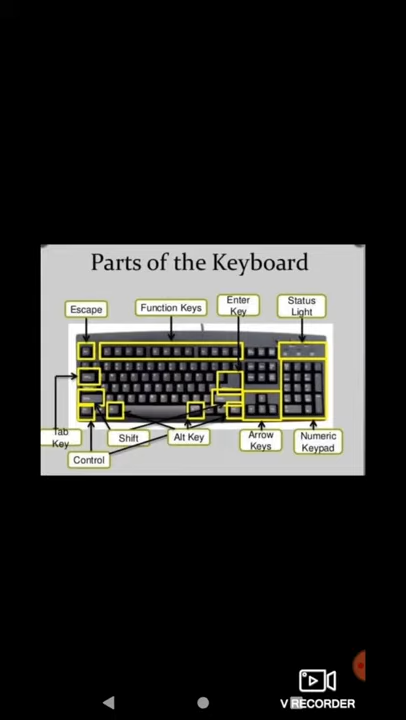 Parts of the Keyboard
Escape
Function Keys
Enter
Key
Status
Light
Tab
Key
Shift
Alt Key
Arrow
Keys
Numeric
Keypad
Control
V RECORDER